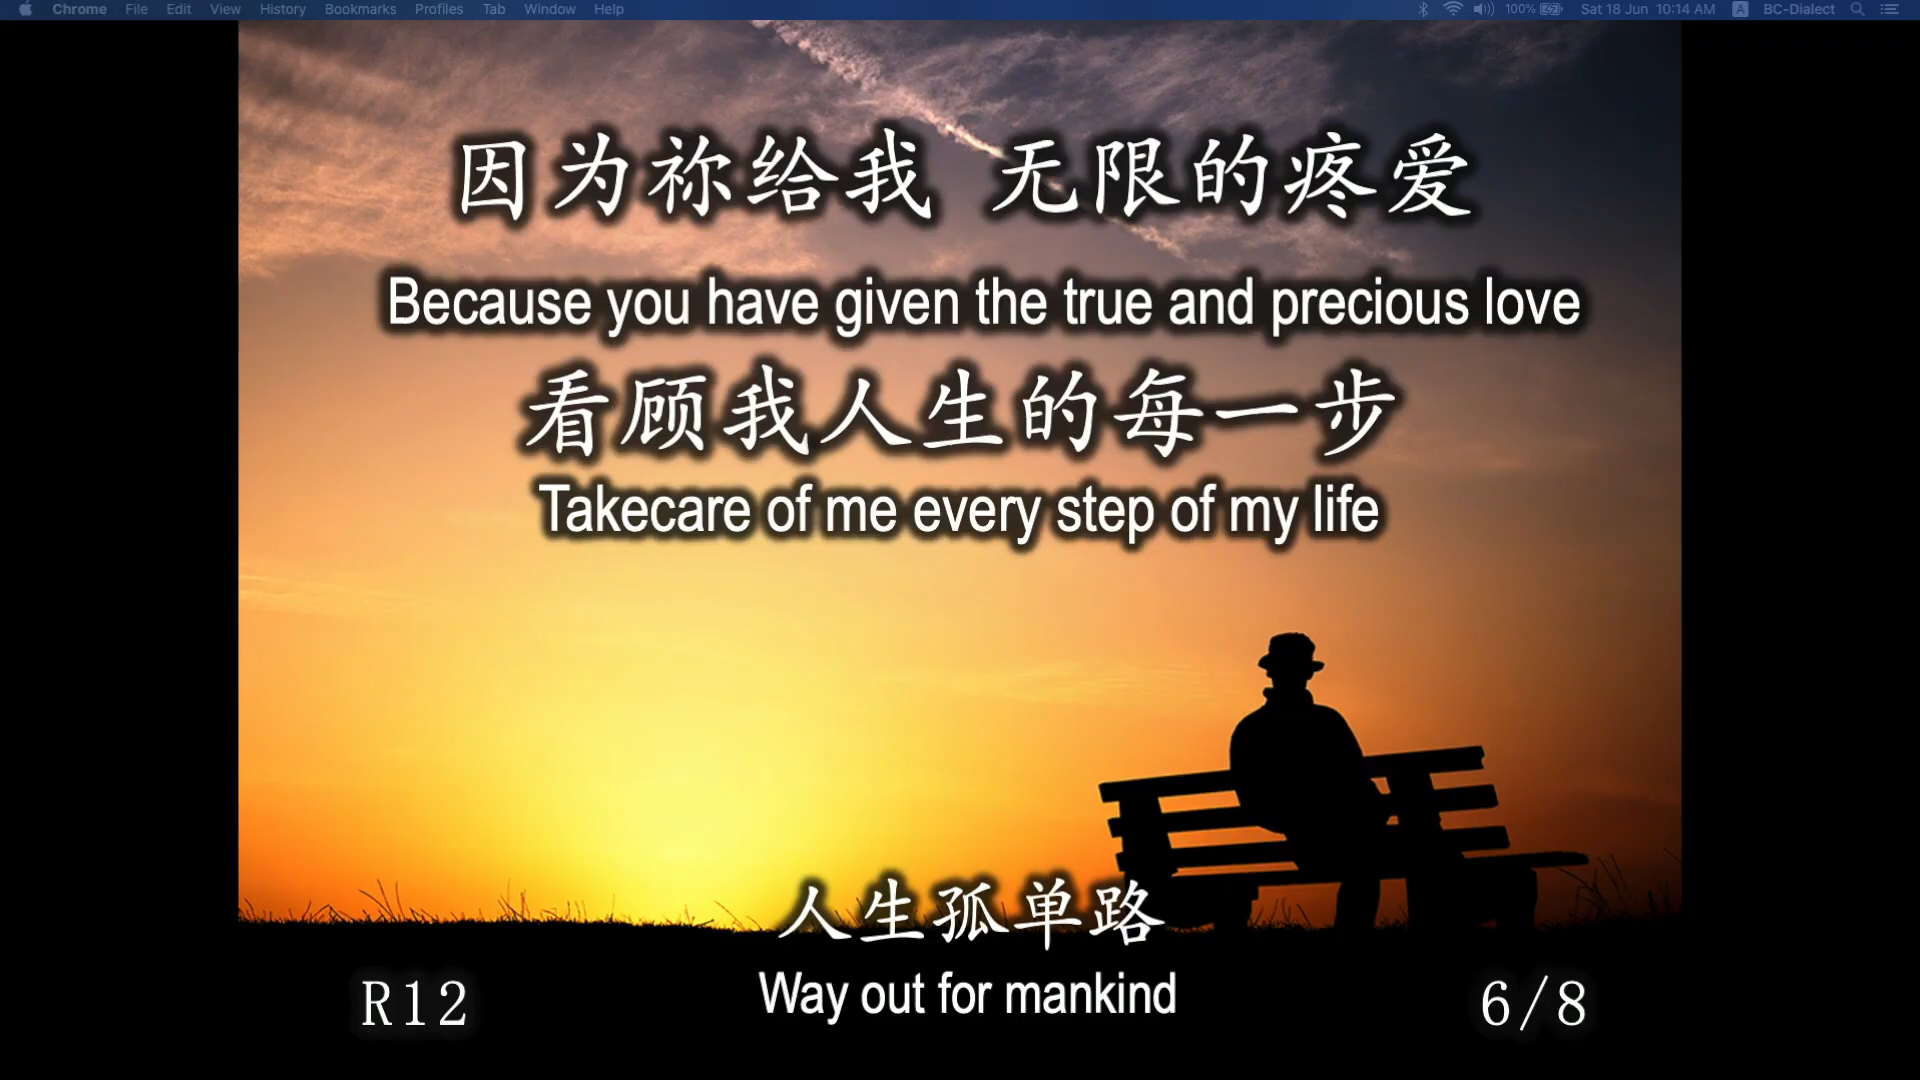 Chrome File Edit View History Bookmarks Profiles Tab Window Help 100% Sat 18 Jun 10:14 AM A BC-Dialect
因为祢给我 无限的疼爱
Because you have given the true and precious love
看顾我人生的每一步
Takecare of me every step of my life
人生孤单路
R12 Way out for mankind 6/8